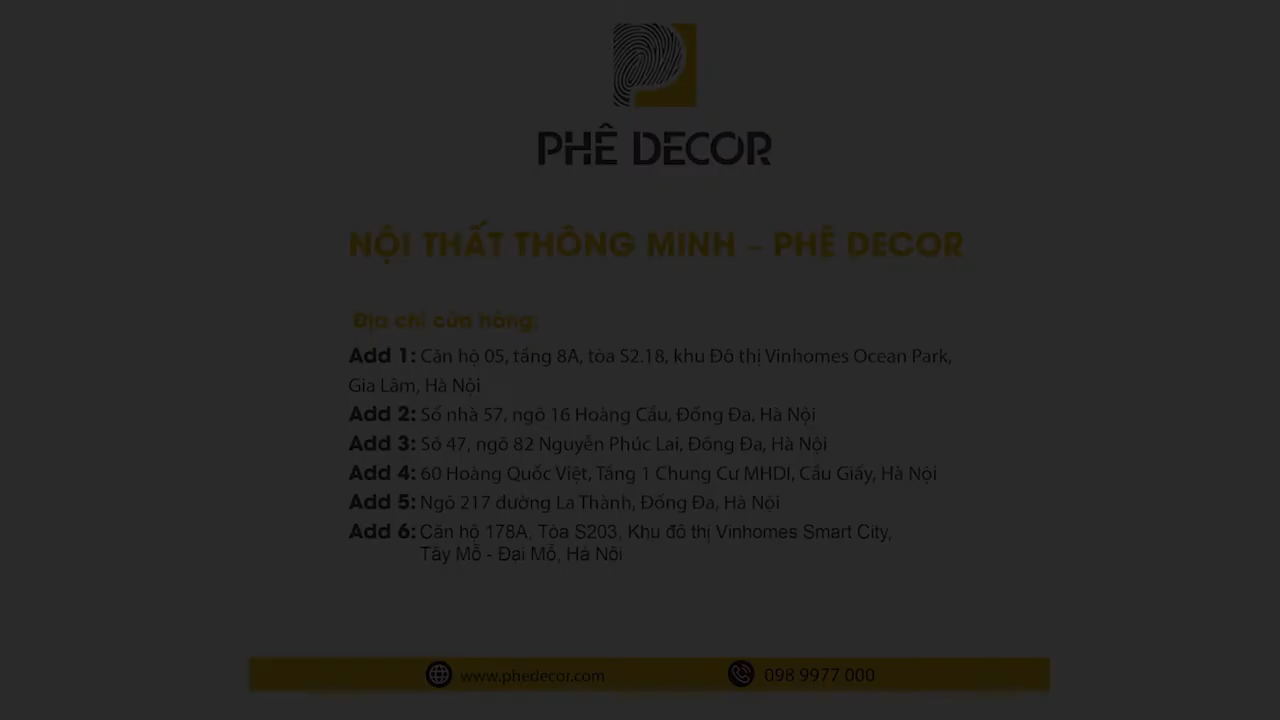 PHÊ DECOR
NỘI THẤT THÔNG MINH – PHÊ DECOR
Địa chỉ cửa hàng:
Add 1: Căn hộ 05, tầng 8A, tòa S2.18, khu Đô thị Vinhomes Ocean Park,
Gia Lâm, Hà Nội
Add 2: Số nhà 57, ngõ 16 Hoàng Cầu, Đống Đa, Hà Nội
Add 3: Số 47, ngõ 82 Nguyễn Phúc Lai, Đống Đa, Hà Nội
Add 4: 60 Hoàng Quốc Việt, Tầng 1 Chung Cư MHDI, Cầu Giấy, Hà Nội
Add 5: Ngõ 217 đường La Thành, Đống Đa, Hà Nội
Add 6: Căn hộ 178A, Tòa S203, Khu đô thị Vinhomes Smart City,
Tây Mỗ - Đại Mỗ, Hà Nội
www.phedecor.com
098 9977 000